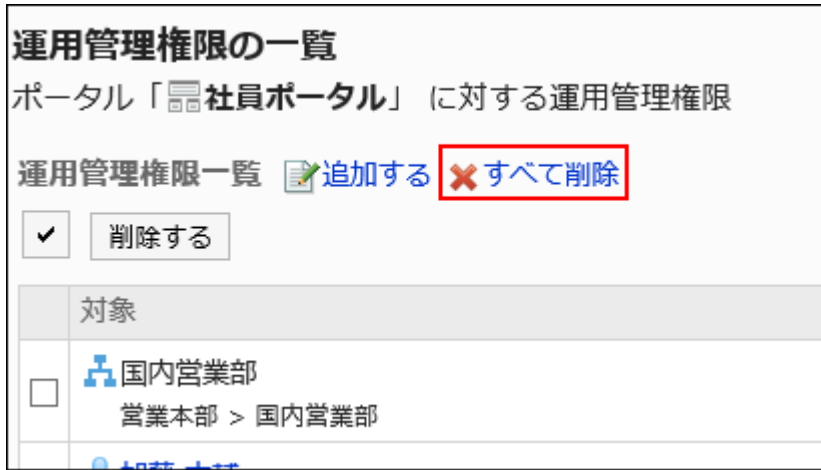 運用管理権限の一覧
ポータル「社員ポータル」 に対する運用管理権限
運用管理権限一覧 追加する すべて削除
削除する
対象
国内営業部
営業本部 > 国内営業部